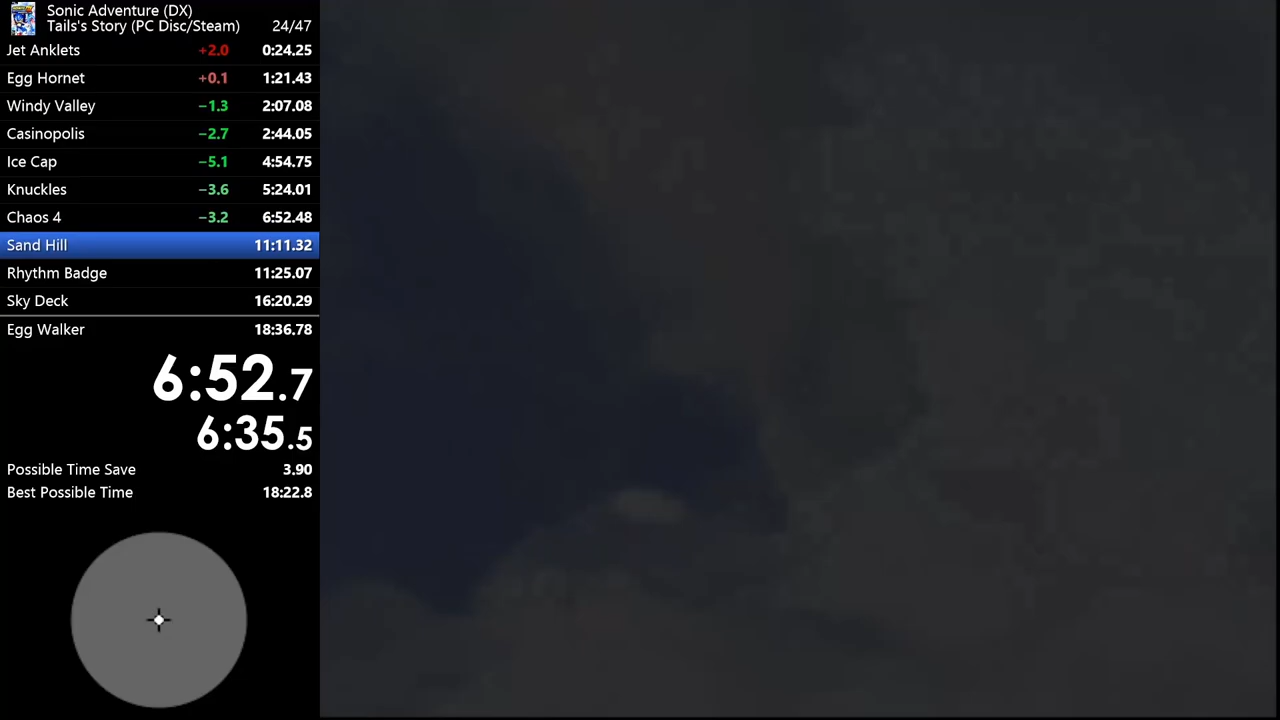 Sonic Adventure (DX)
Tails's Story (PC Disc/Steam) 24/47
Jet Anklets +2.0 0:24.25
Egg Hornet +0.1 1:21.43
Windy Valley −1.3 2:07.08
Casinopolis −2.7 2:44.05
Ice Cap −5.1 4:54.75
Knuckles −3.6 5:24.01
Chaos 4 −3.2 6:52.48
Sand Hill 11:11.32
Rhythm Badge 11:25.07
Sky Deck 16:20.29
Egg Walker 18:36.78
6:52.7
6:35.5
Possible Time Save 3.90
Best Possible Time 18:22.8